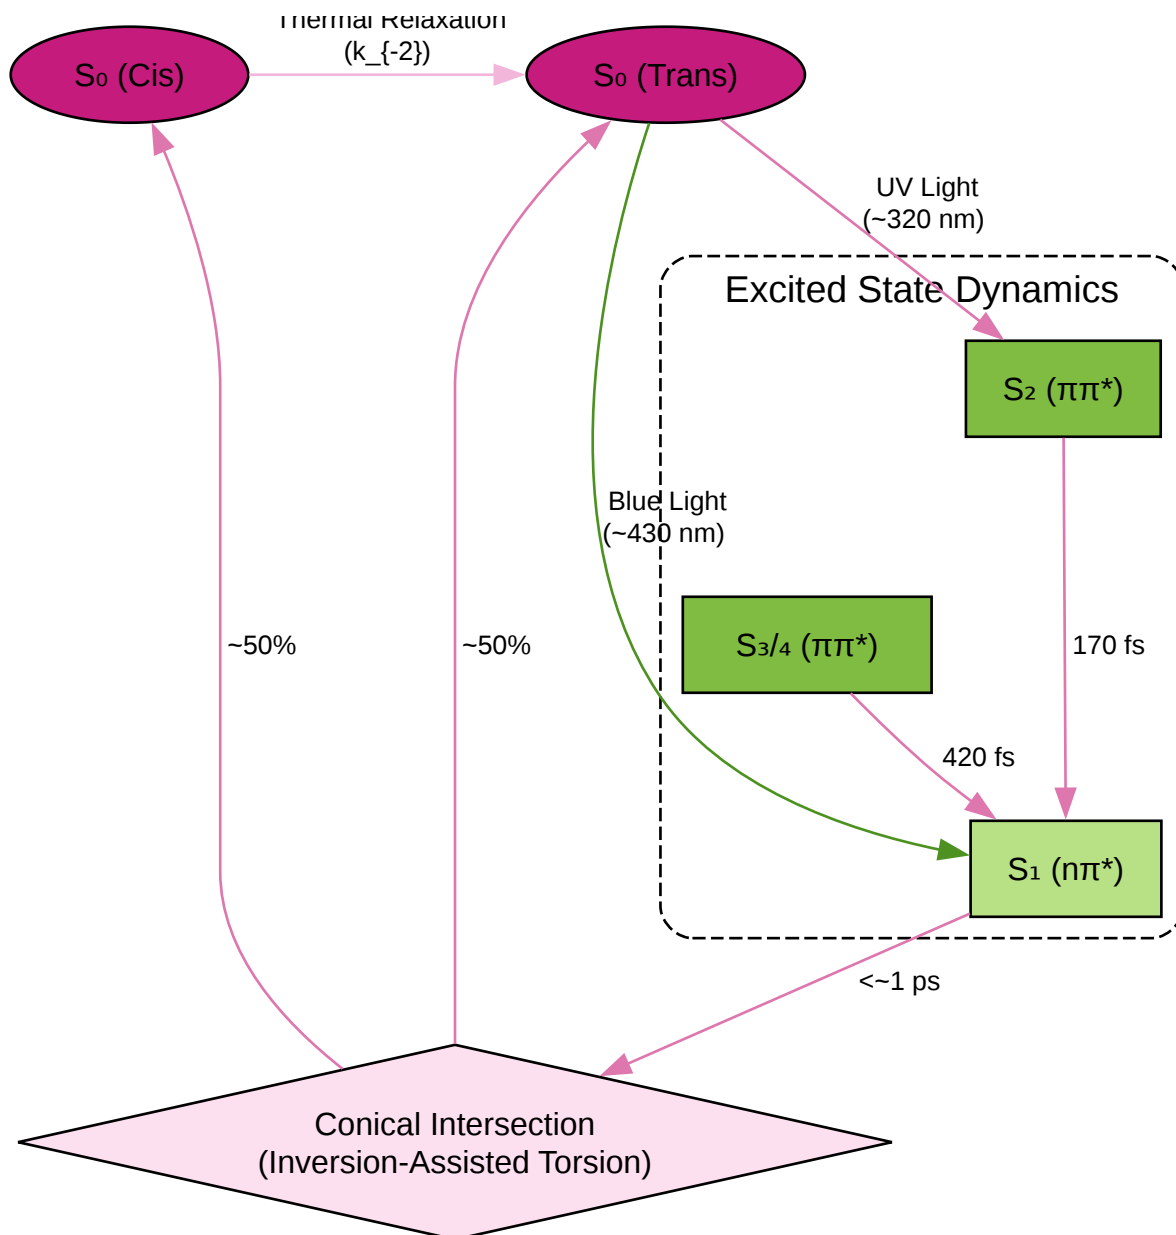 Thermal Relaxation
(k_{-2})
S₀ (Cis)
S₀ (Trans)
UV Light
(~320 nm)
Excited State Dynamics
S₂ (ππ*)
Blue Light
(~430 nm)
S₃/₄ (ππ*)
~50%
~50%
170 fs
420 fs
S₁ (nπ*)
<~1 ps
Conical Intersection
(Inversion-Assisted Torsion)